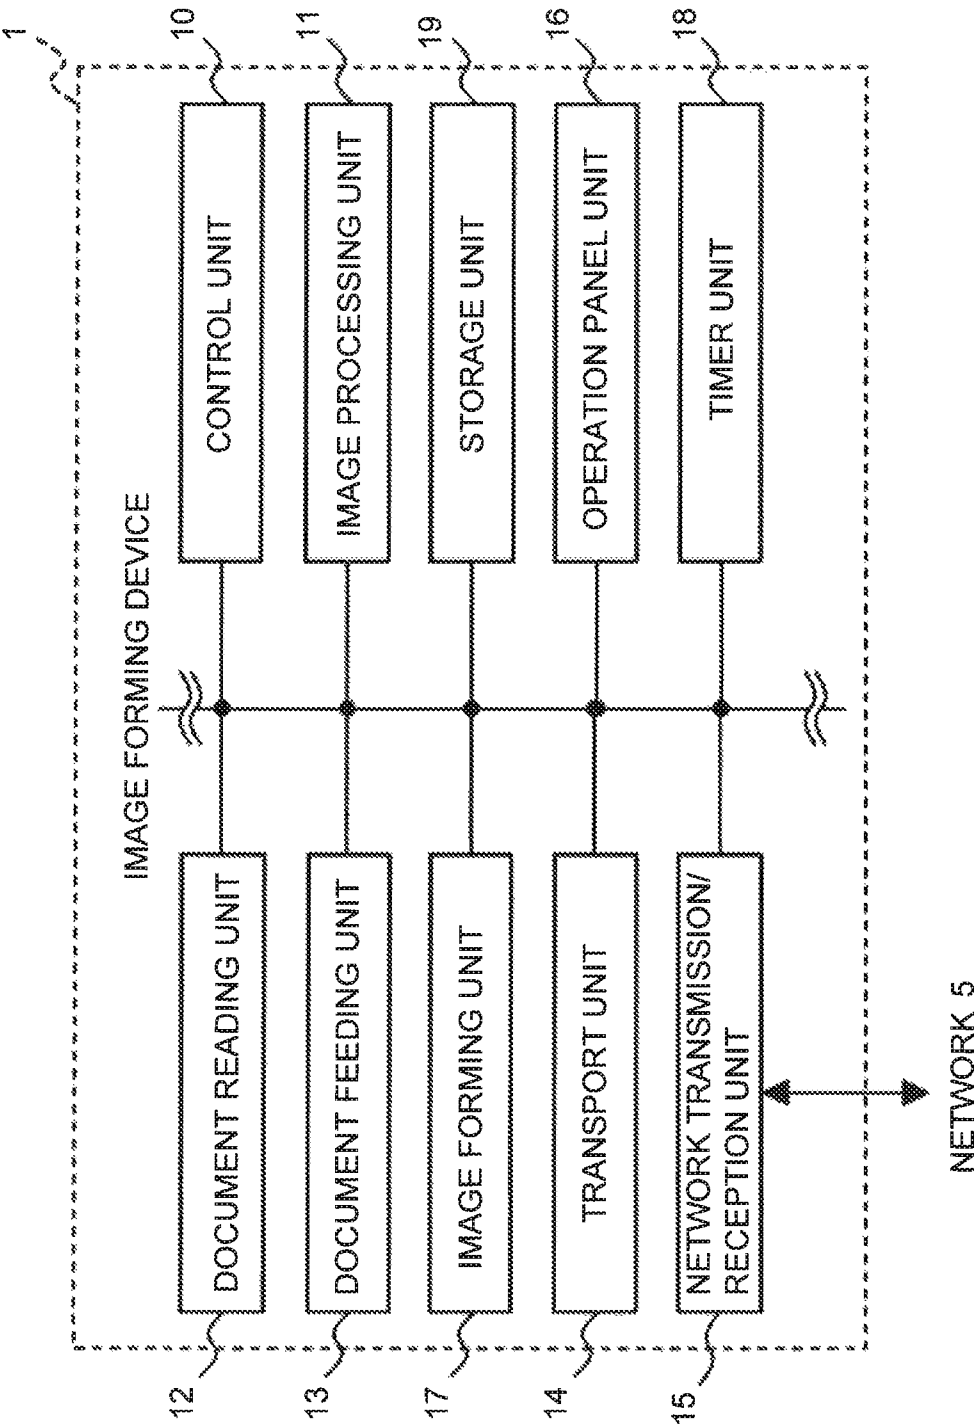 1
IMAGE FORMING DEVICE
12
DOCUMENT READING UNIT
CONTROL UNIT
10
13
DOCUMENT FEEDING UNIT
IMAGE PROCESSING UNIT
11
17
IMAGE FORMING UNIT
STORAGE UNIT
19
14
TRANSPORT UNIT
OPERATION PANEL UNIT
16
15
NETWORK TRANSMISSION/
RECEPTION UNIT
TIMER UNIT
18
NETWORK 5